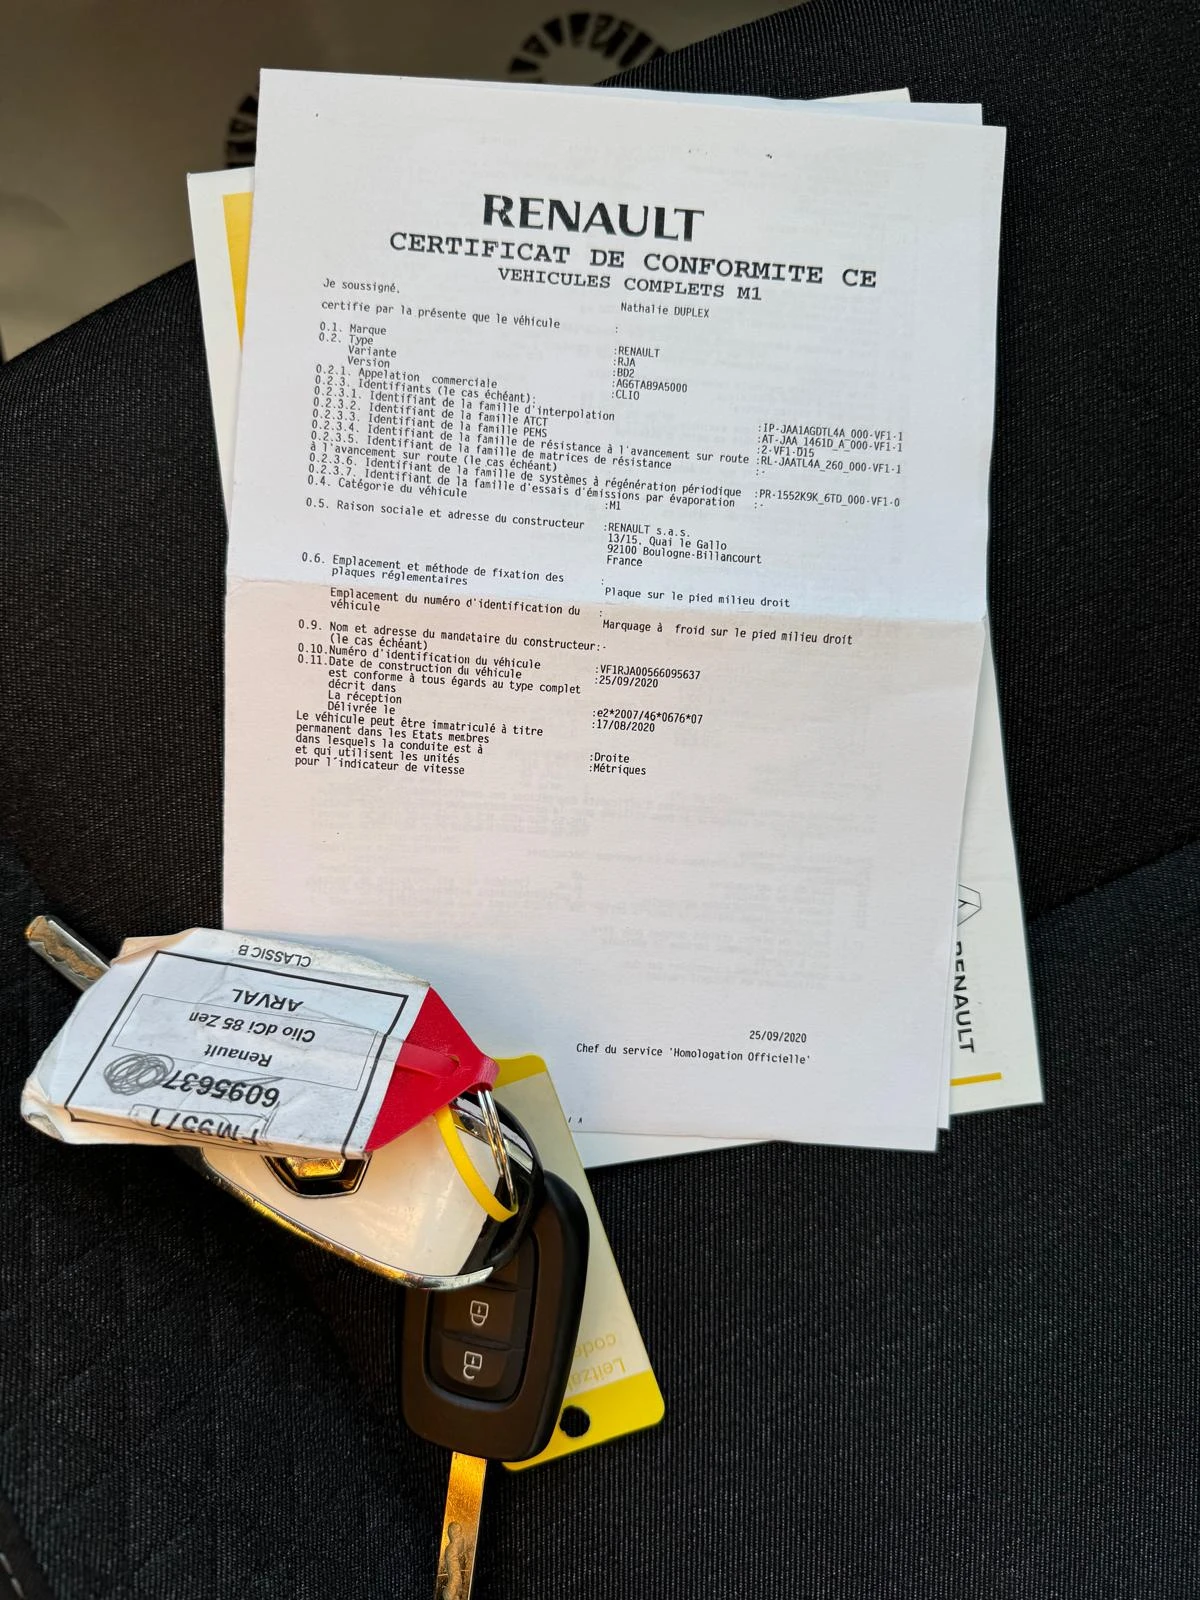 RENAULT
CERTIFICAT DE CONFORMITE CE
VEHICULES COMPLETS M1
Je soussigné, Nathalie DUPLEX
certifie par la présente que le véhicule :
0.1. Marque :RENAULT
0.2. Type :RJA
Variante :BD2
Version :AG6TAB9A5000
0.2.1. Appelation commerciale :CLIO
0.2.3. Identifiants (le cas échéant):
0.2.3.1. Identifiant de la famille d'interpolation :IP-JAA1AGDTL4A_000-VF1-1
0.2.3.2. Identifiant de la famille ATCT :AT-JAA_1461D_A_000-VF1-1
0.2.3.3. Identifiant de la famille PEMS :2-VF1-D15
0.2.3.4. Identifiant de la famille de résistance à l'avancement sur route :RL-JAATL4A_260_000-VF1-1
0.2.3.5. Identifiant de la famille de matrices de résistance
à l'avancement sur route (le cas échéant) :-
0.2.3.6. Identifiant de la famille de systèmes à régénération périodique :PR-1552K9K_6TD_000-VF1-0
0.2.3.7. Identifiant de la famille d'essais d'émissions par évaporation :-
0.4. Catégorie du véhicule :M1
0.5. Raison sociale et adresse du constructeur :RENAULT s.a.s.
13/15, Quai le Gallo
92100 Boulogne-Billancourt
France
0.6. Emplacement et méthode de fixation des :
plaques réglementaires Plaque sur le pied milieu droit
Emplacement du numéro d'identification du :
véhicule Marquage à froid sur le pied milieu droit
0.9. Nom et adresse du mandataire du constructeur:-
(le cas échéant)
0.10.Numéro d'identification du véhicule :VF1RJA00566095637
0.11.Date de construction du véhicule :25/09/2020
est conforme à tous égards au type complet
décrit dans
La réception :e2*2007/46*0676*07
Délivrée le :17/08/2020
Le véhicule peut être immatriculé à titre
permanent dans les Etats membres
dans lesquels la conduite est à :Droite
et qui utilisent les unités :Métriques
pour l'indicateur de vitesse
25/09/2020
Chef du service 'Homologation Officielle'
RENAULT
FM9571
6095637
Renault
Clio dCi 85 Zen
ARVAL
CLASSIC B